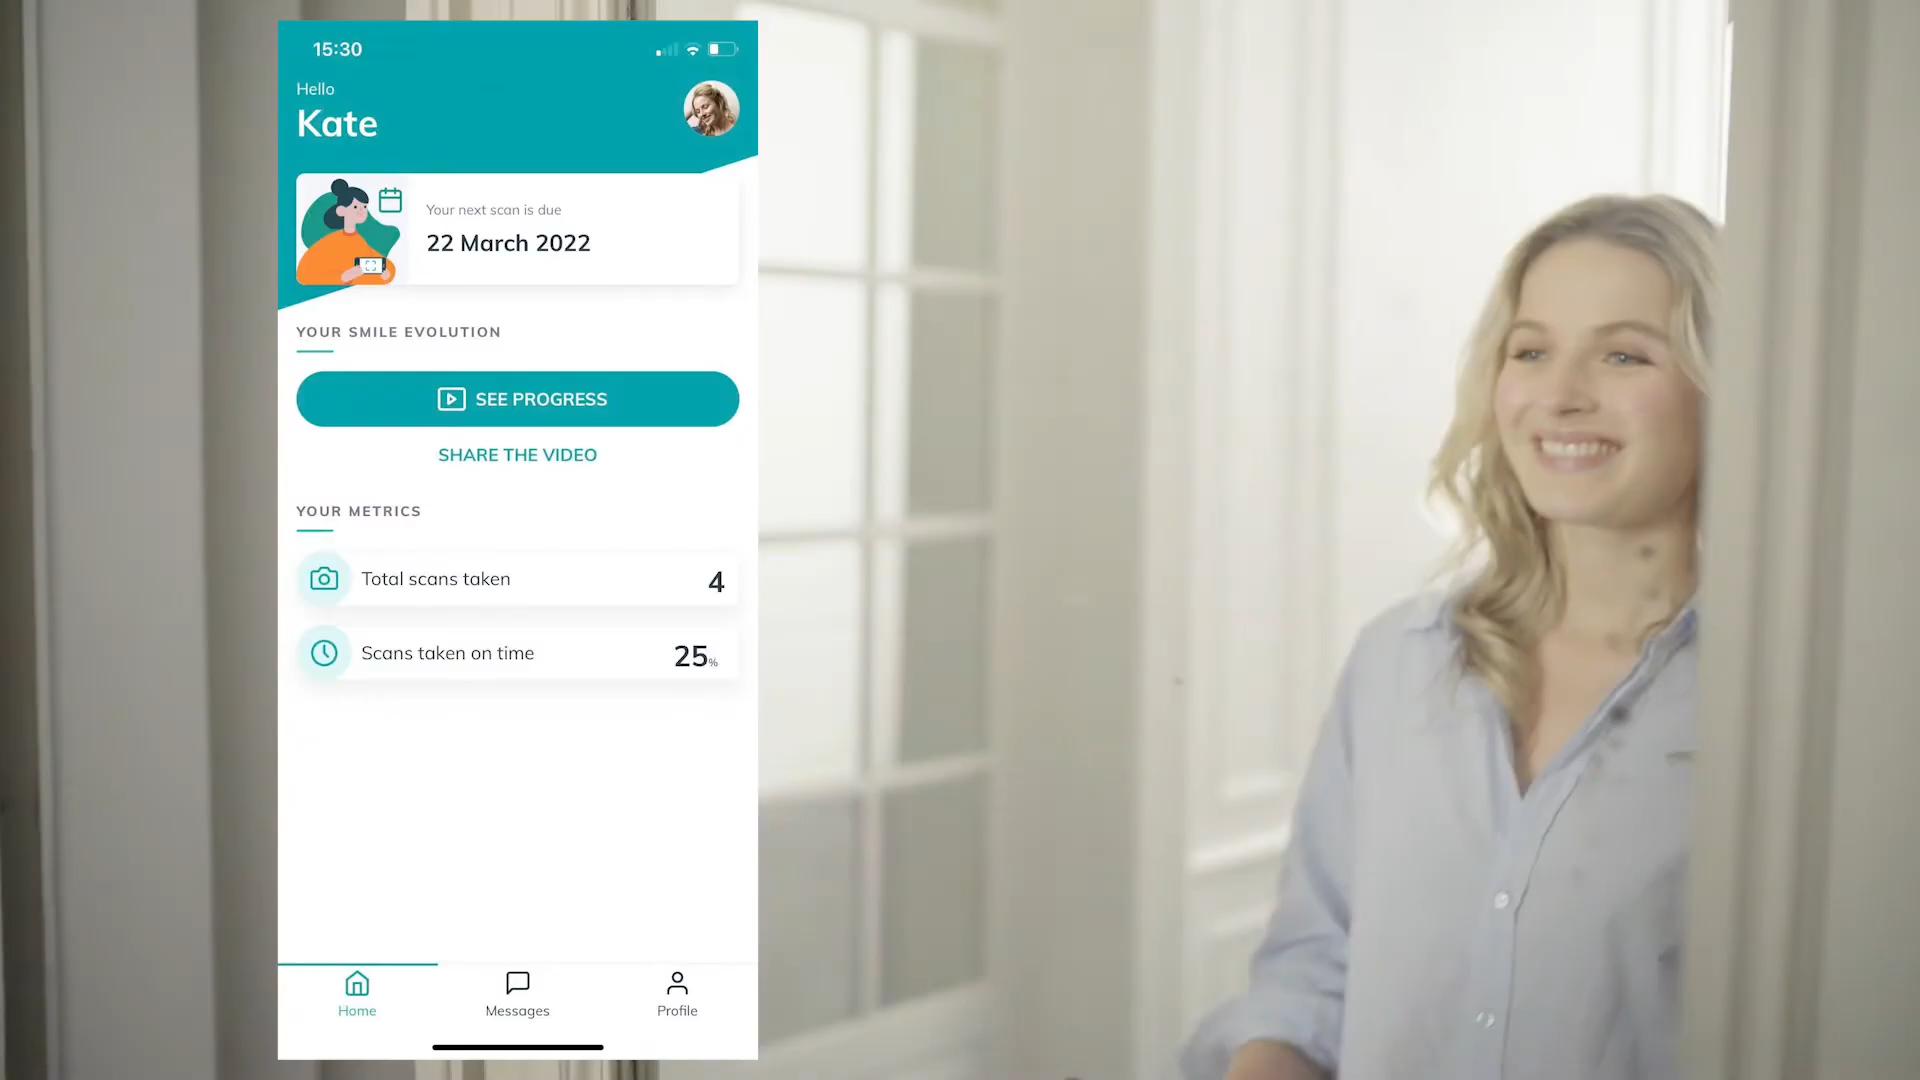 15:30
Hello
Kate
Your next scan is due
22 March 2022
YOUR SMILE EVOLUTION
SEE PROGRESS
SHARE THE VIDEO
YOUR METRICS
Total scans taken 4
Scans taken on time 25%
Home Messages Profile